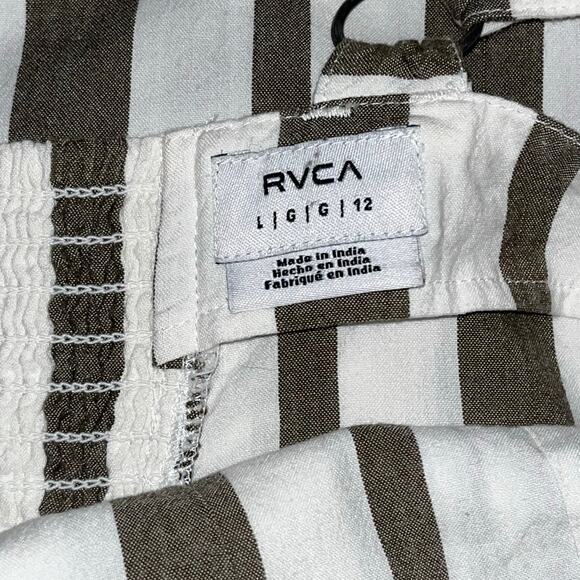 RVCA
L | G | G | 12
Made in India
Hecho en India
Fabriqué en India